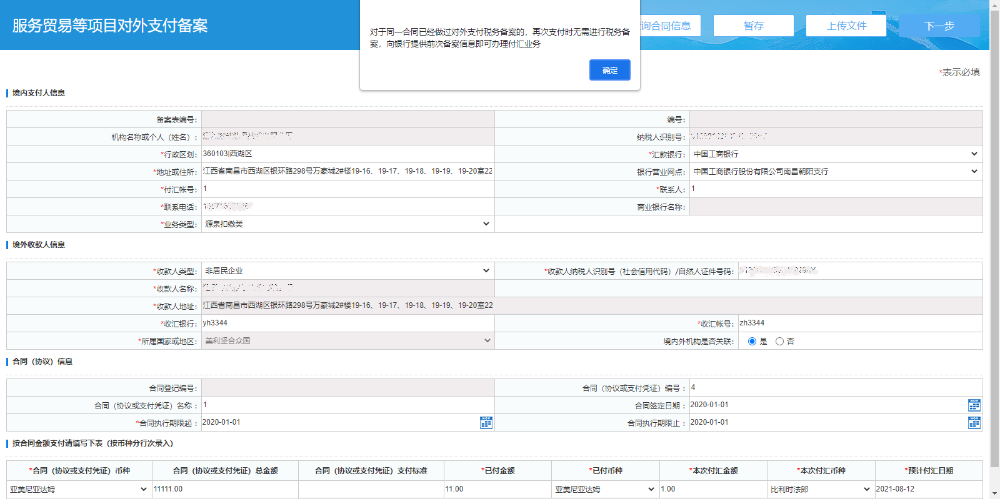 服务贸易等项目对外支付备案
对于同一合同已经做过对外支付税务备案的，再次支付时无需进行税务备
案，向银行提供前次备案信息即可办理付汇业务
确定
询合同信息
暂存
上传文件
下一步
*表示必填
境内支付人信息
备案表编号：
编号：
机构名称或个人（姓名）：
纳税人识别号：
*行政区划： 360103|西湖区
*汇款银行： 中国工商银行
*地址或住所： 江西省南昌市西湖区银环路298号万豪城2#楼19-16、19-17、19-18、19-19、19-20室22
银行营业网点： 中国工商银行股份有限公司南昌朝阳支行
*付汇帐号： 1
*联系人： 1
*联系电话：
商业银行名称：
*业务类型： 源泉扣缴类
境外收款人信息
*收款人类型： 非居民企业
*收款人纳税人识别号（社会信用代码）/自然人证件号码：
*收款人名称：
*收款人地址： 江西省南昌市西湖区银环路298号万豪城2#楼19-16、19-17、19-18、19-19、19-20室22
*收汇银行： yh3344
*收汇帐号： zh3344
*所属国家或地区： 美利坚合众国
境内外机构是否关联： 是 否
合同（协议）信息
合同登记编号：
合同（协议或支付凭证）编号： 4
合同（协议或支付凭证）名称： 1
合同签定日期： 2020-01-01
*合同执行期限起： 2020-01-01
合同执行期限止： 2020-01-01
按合同金额支付请填写下表（按币种分行次录入）
*合同（协议或支付凭证）币种 合同（协议或支付凭证）总金额 合同（协议或支付凭证）支付标准 *已付金额 *已付币种 *本次付汇金额 *本次付汇币种 *预计付汇日期
亚美尼亚达姆 11111.00 11.00 亚美尼亚达姆 1.00 比利时法郎 2021-08-12